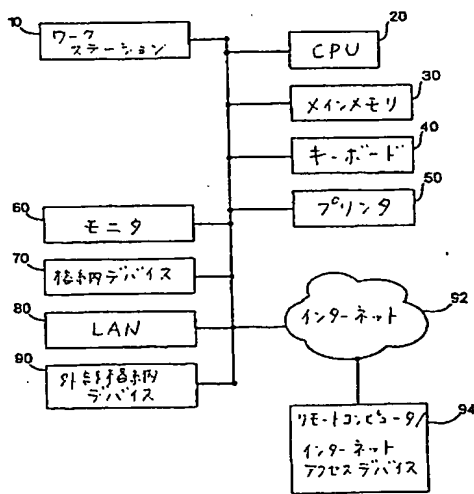 10
ワーク
ステーション
20
CPU
30
メインメモリ
40
キーボード
50
プリンタ
60
モニタ
70
格納デバイス
80
LAN
90
外部格納
デバイス
インターネット
92
リモートコンピュータ/
インターネット
アクセスデバイス
94